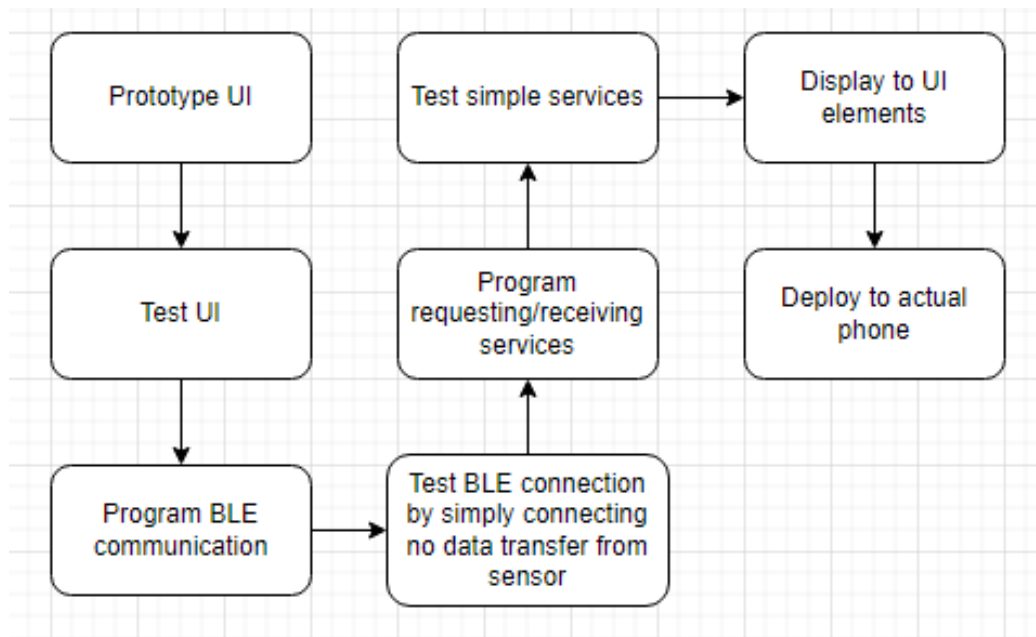 Prototype UI
Test UI
Program BLE
communication
Test BLE connection
by simply connecting
no data transfer from
sensor
Program
requesting/receiving
services
Test simple services
Display to UI
elements
Deploy to actual
phone